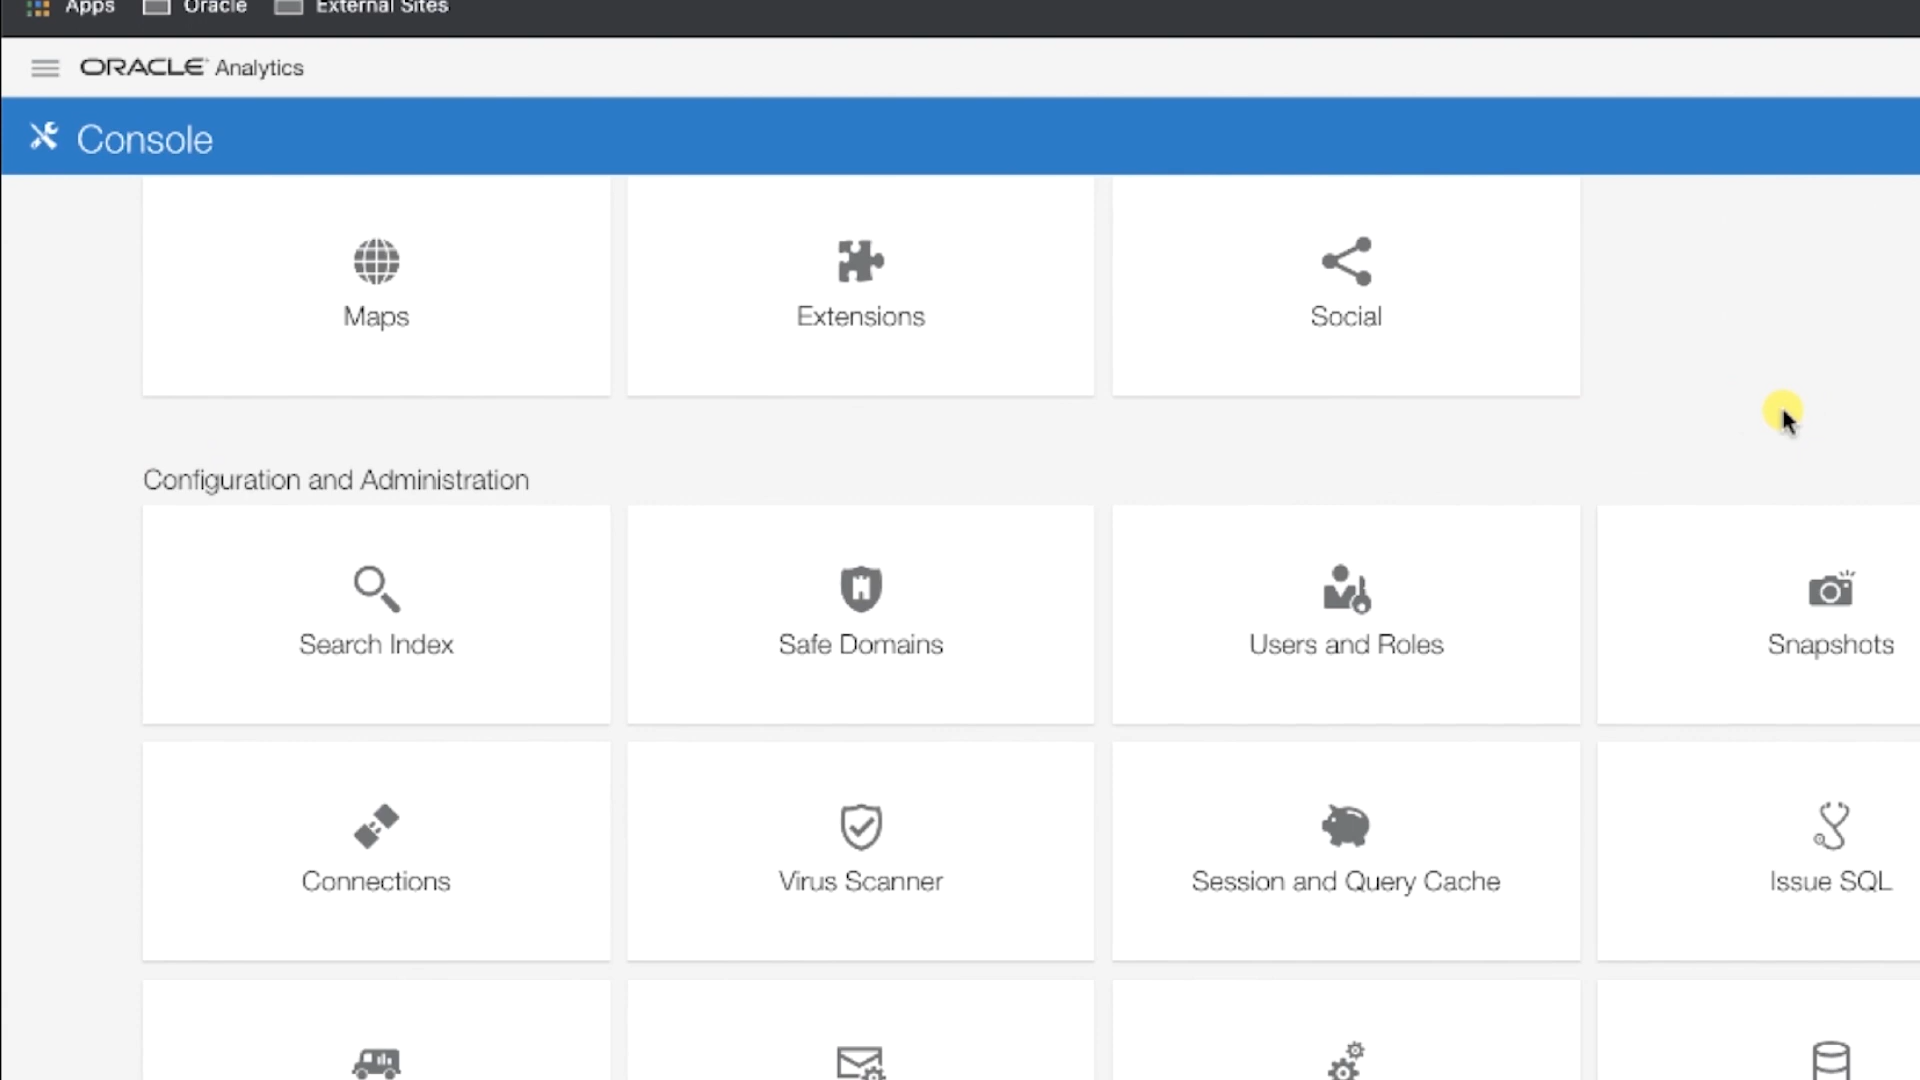 Apps Oracle External Sites
ORACLE Analytics
Console
Maps Extensions Social
Configuration and Administration
Search Index Safe Domains Users and Roles Snapshots
Connections Virus Scanner Session and Query Cache Issue SQL